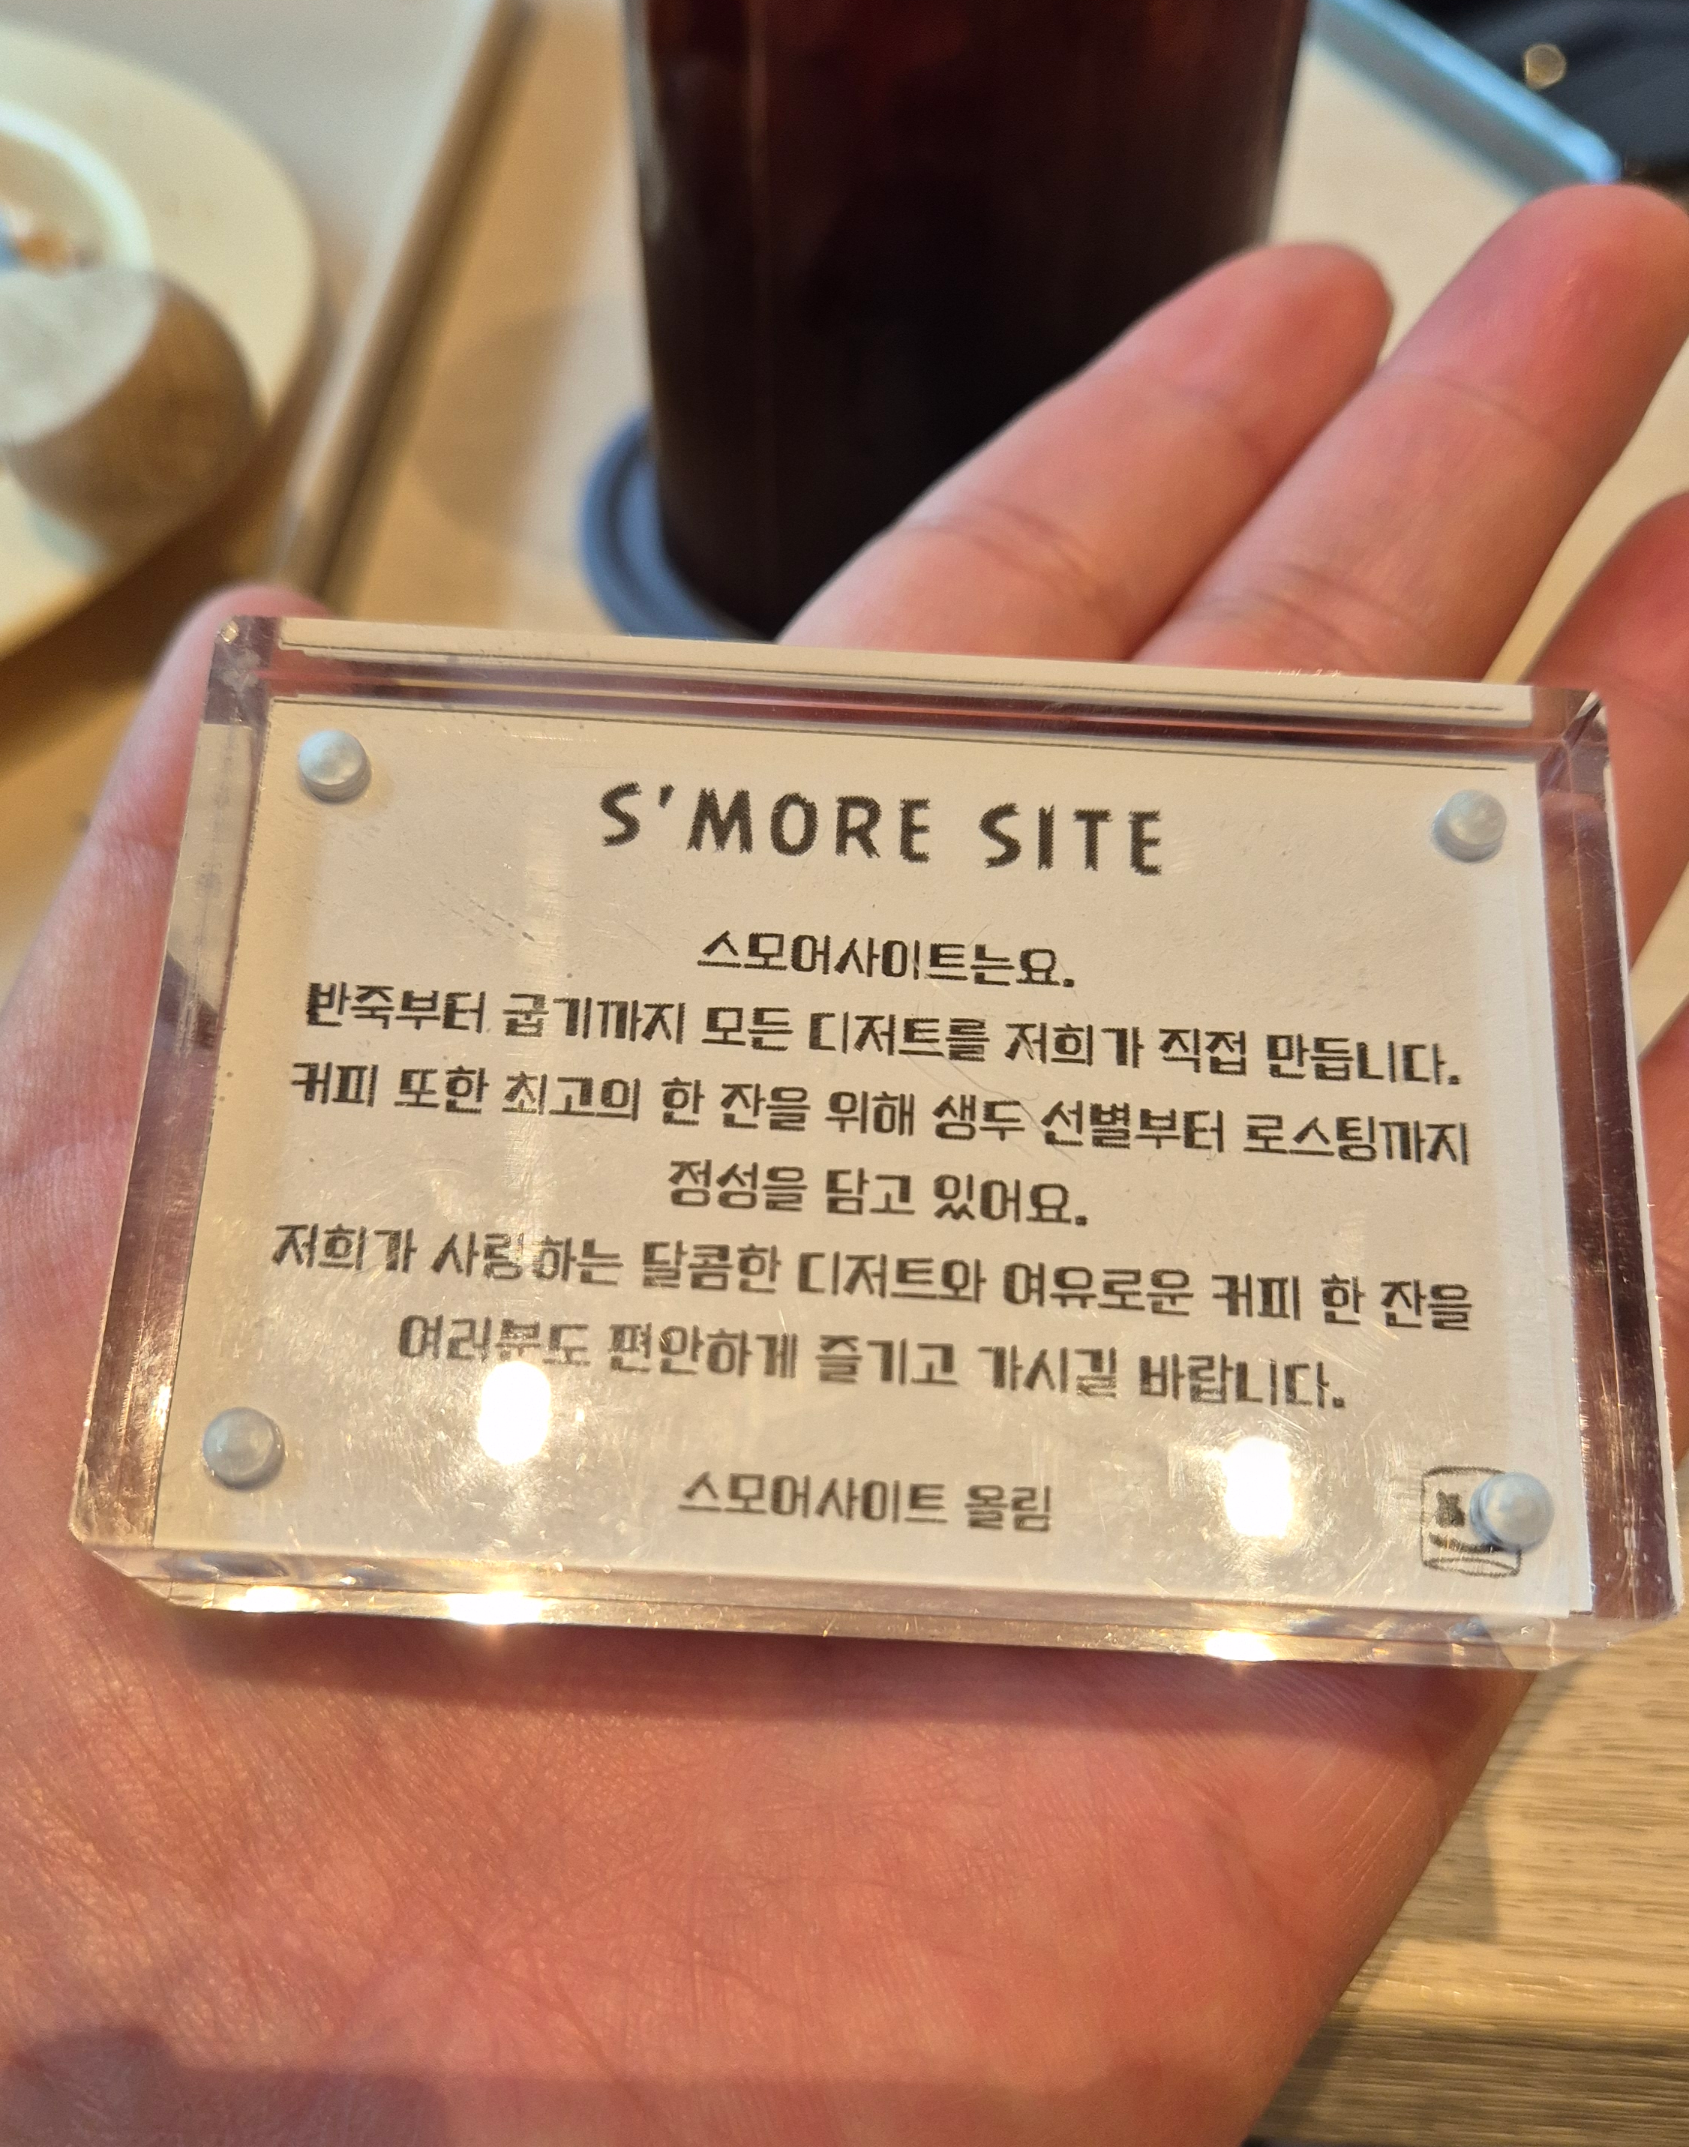 S'MORE SITE
스모어사이트는요.
반죽부터 굽기까지 모든 디저트를 저희가 직접 만듭니다.
커피 또한 최고의 한 잔을 위해 생두 선별부터 로스팅까지
정성을 담고 있어요.
저희가 사랑하는 달콤한 디저트와 여유로운 커피 한 잔을
여러분도 편안하게 즐기고 가시길 바랍니다.
스모어사이트 올림